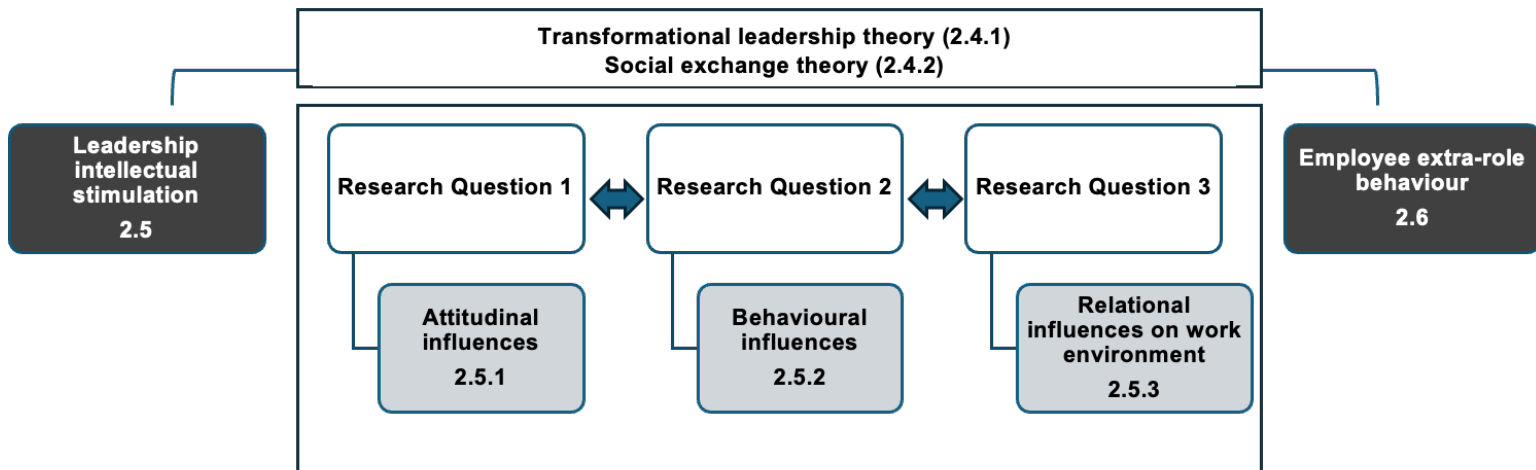 Transformational leadership theory (2.4.1)
Social exchange theory (2.4.2)
Leadership
intellectual
stimulation
2.5
Research Question 1
Research Question 2
Research Question 3
Employee extra-role
behaviour
2.6
Attitudinal
influences
2.5.1
Behavioural
influences
2.5.2
Relational
influences on work
environment
2.5.3